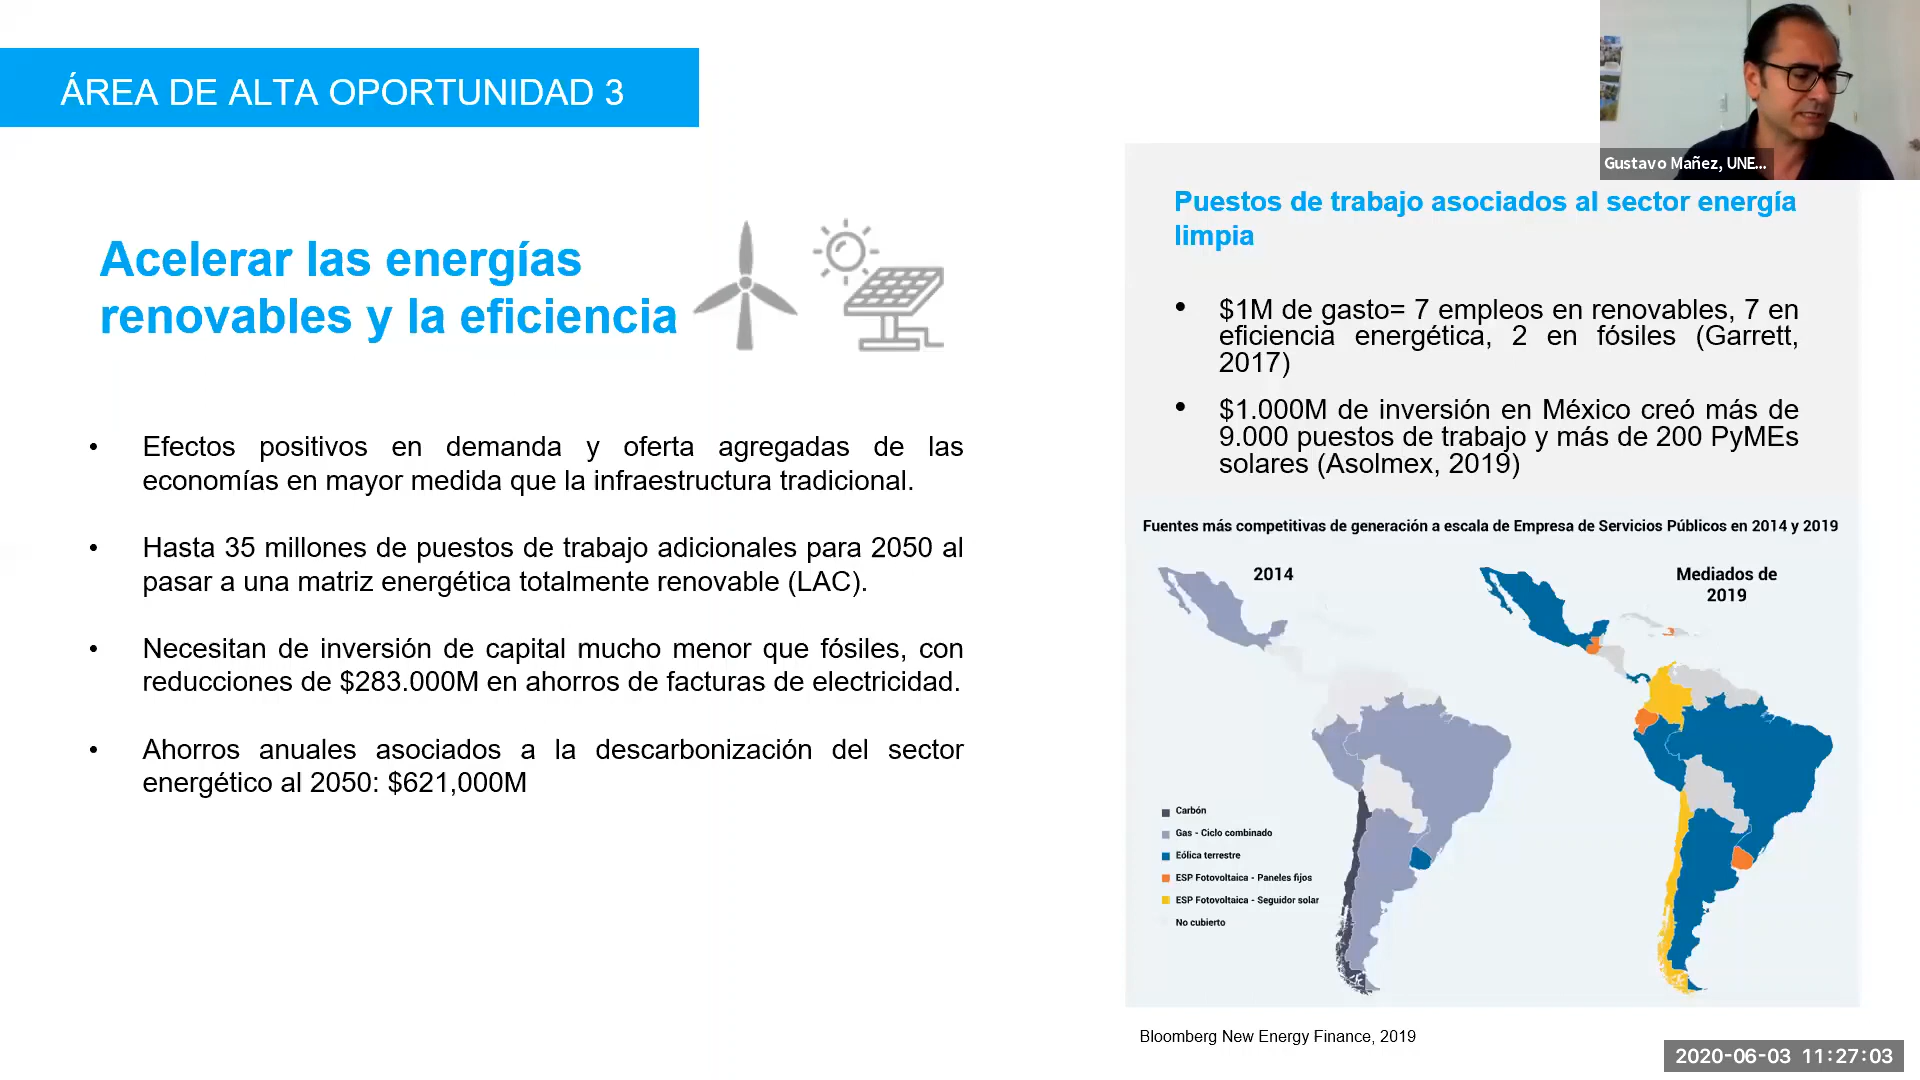 ÁREA DE ALTA OPORTUNIDAD 3
Acelerar las energías
renovables y la eficiencia
• Efectos positivos en demanda y oferta agregadas de las
economías en mayor medida que la infraestructura tradicional.
• Hasta 35 millones de puestos de trabajo adicionales para 2050 al
pasar a una matriz energética totalmente renovable (LAC).
• Necesitan de inversión de capital mucho menor que fósiles, con
reducciones de $283.000M en ahorros de facturas de electricidad.
• Ahorros anuales asociados a la descarbonización del sector
energético al 2050: $621,000M
Gustavo Mañez, UNE...
Puestos de trabajo asociados al sector energía
limpia
• $1M de gasto= 7 empleos en renovables, 7 en
eficiencia energética, 2 en fósiles (Garrett,
2017)
• $1.000M de inversión en México creó más de
9.000 puestos de trabajo y más de 200 PyMEs
solares (Asolmex, 2019)
Fuentes más competitivas de generación a escala de Empresa de Servicios Públicos en 2014 y 2019
2014
Mediados de
2019
Carbón
Gas - Ciclo combinado
Eólica terrestre
ESP Fotovoltaica - Paneles fijos
ESP Fotovoltaica - Seguidor solar
No cubierto
Bloomberg New Energy Finance, 2019
2020-06-03 11:27:03